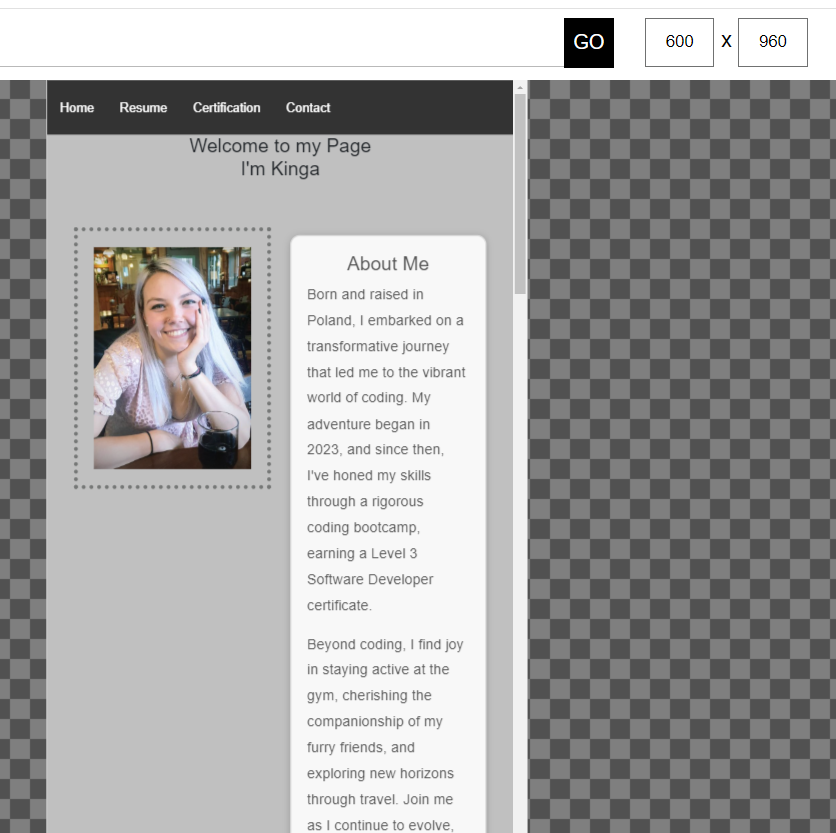 GO 600 X 960
Home Resume Certification Contact
Welcome to my Page
I'm Kinga
About Me
Born and raised in
Poland, I embarked on a
transformative journey
that led me to the vibrant
world of coding. My
adventure began in
2023, and since then,
I've honed my skills
through a rigorous
coding bootcamp,
earning a Level 3
Software Developer
certificate.
Beyond coding, I find joy
in staying active at the
gym, cherishing the
companionship of my
furry friends, and
exploring new horizons
through travel. Join me
as I continue to evolve,